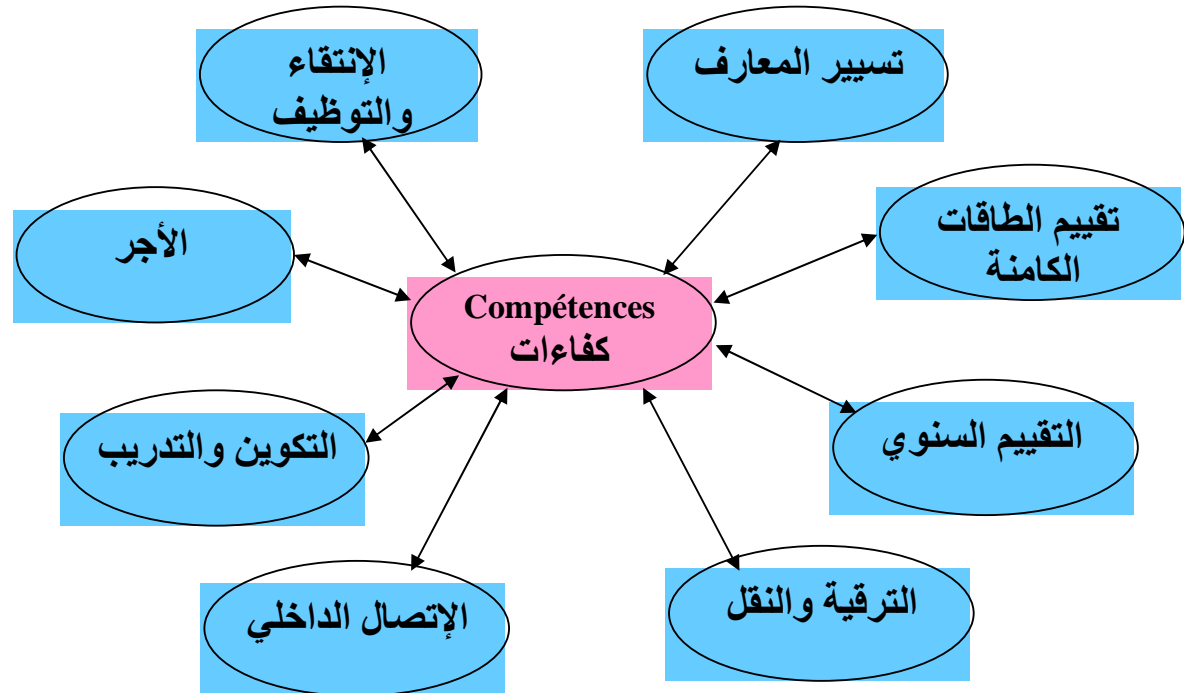 تسيير المعارف
الإنتقاء
والتوظيف
تقييم الطاقات
الكامنة
الأجر
Compétences
كفاءات
التقييم السنوي
التكوين والتدريب
الترقية والنقل
الإتصال الداخلي